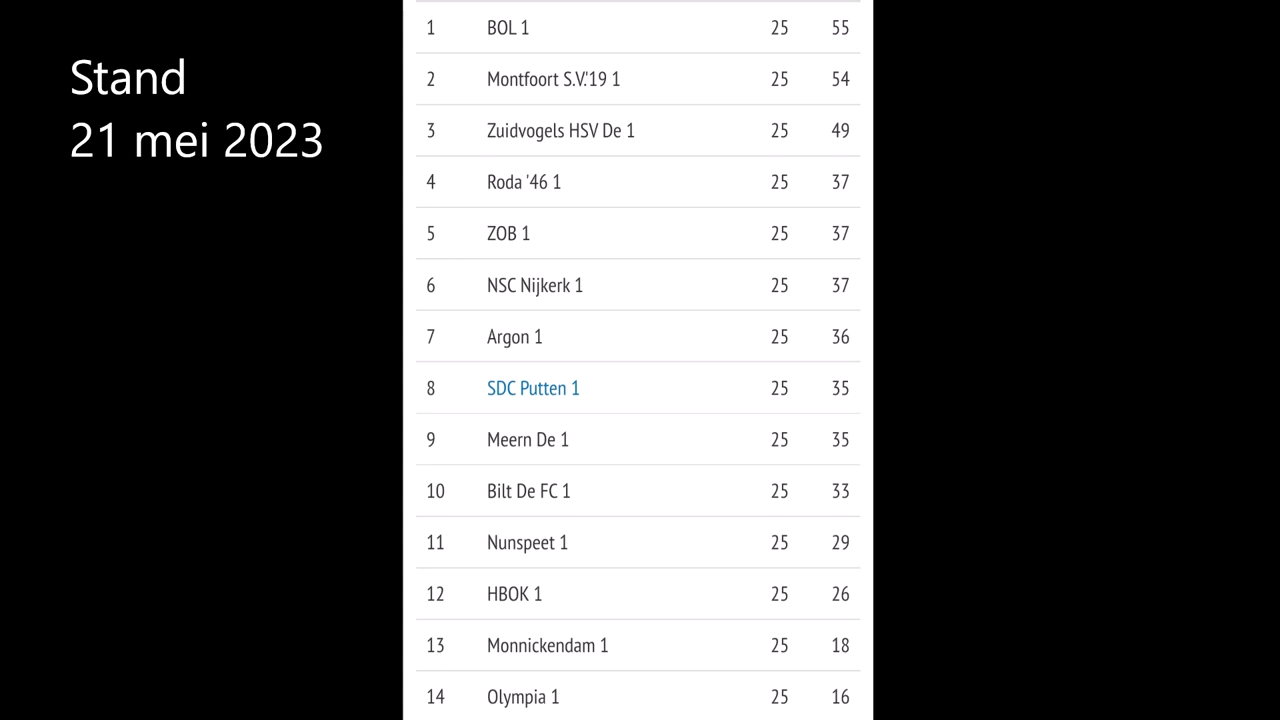 Stand
21 mei 2023
1 BOL 1 25 55
2 Montfoort S.V.'19 1 25 54
3 Zuidvogels HSV De 1 25 49
4 Roda '46 1 25 37
5 ZOB 1 25 37
6 NSC Nijkerk 1 25 37
7 Argon 1 25 36
8 SDC Putten 1 25 35
9 Meern De 1 25 35
10 Bilt De FC 1 25 33
11 Nunspeet 1 25 29
12 HBOK 1 25 26
13 Monnickendam 1 25 18
14 Olympia 1 25 16